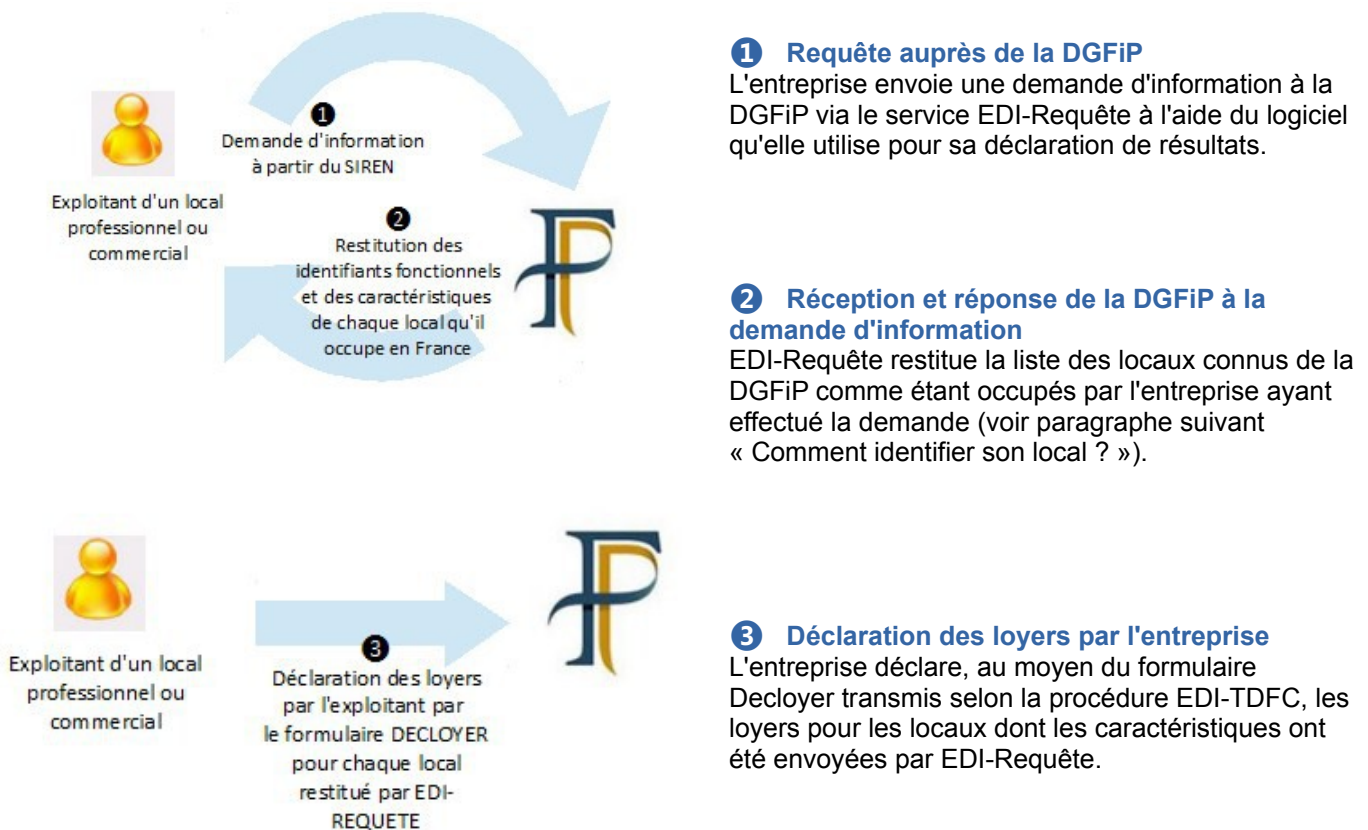 ❶
Demande d'information
à partir du SIREN
Exploitant d'un local
professionnel ou
commercial
❷
Restitution des
identifiants fonctionnels
et des caractéristiques
de chaque local qu'il
occupe en France
❶ Requête auprès de la DGFiP
L'entreprise envoie une demande d'information à la
DGFiP via le service EDI-Requête à l'aide du logiciel
qu'elle utilise pour sa déclaration de résultats.
❷ Réception et réponse de la DGFiP à la
demande d'information
EDI-Requête restitue la liste des locaux connus de la
DGFiP comme étant occupés par l'entreprise ayant
effectué la demande (voir paragraphe suivant
« Comment identifier son local ? »).
Exploitant d'un local
professionnel ou
commercial
❸
Déclaration des loyers
par l'exploitant par
le formulaire DECLOYER
pour chaque local
restitué par EDI-
REQUETE
❸ Déclaration des loyers par l'entreprise
L'entreprise déclare, au moyen du formulaire
Decloyer transmis selon la procédure EDI-TDFC, les
loyers pour les locaux dont les caractéristiques ont
été envoyées par EDI-Requête.